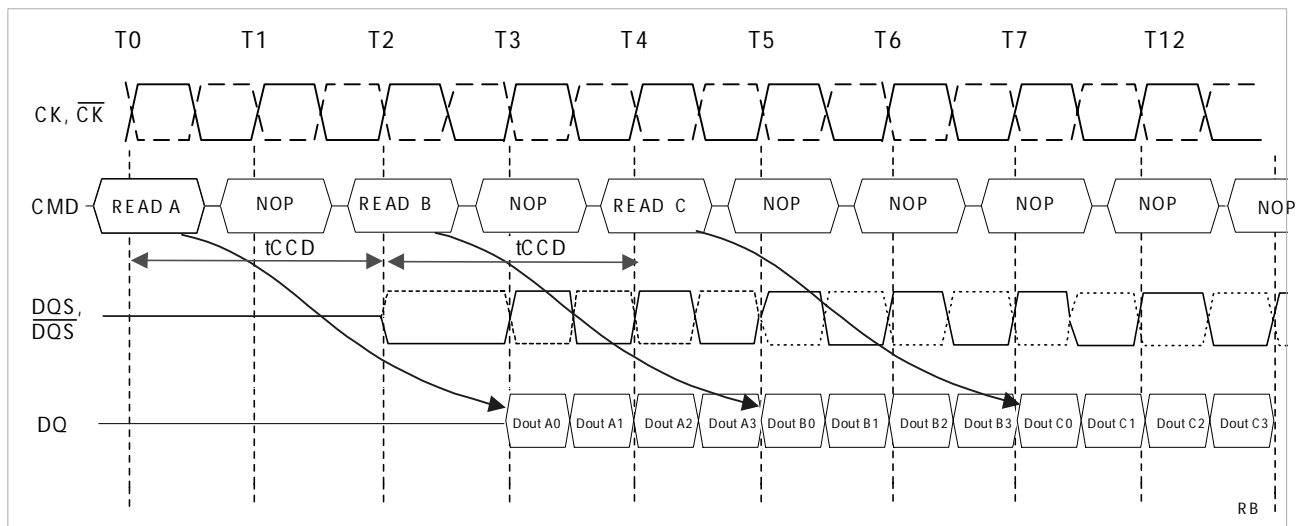 T0 T1 T2 T3 T4 T5 T6 T7 T12
CK, CK
CMD READ A NOP READ B NOP READ C NOP NOP NOP NOP NOP
tCCD tCCD
DQS,
DQS
DQ Dout A0 Dout A1 Dout A2 Dout A3 Dout B0 Dout B1 Dout B2 Dout B3 Dout C0 Dout C1 Dout C2 Dout C3
RB